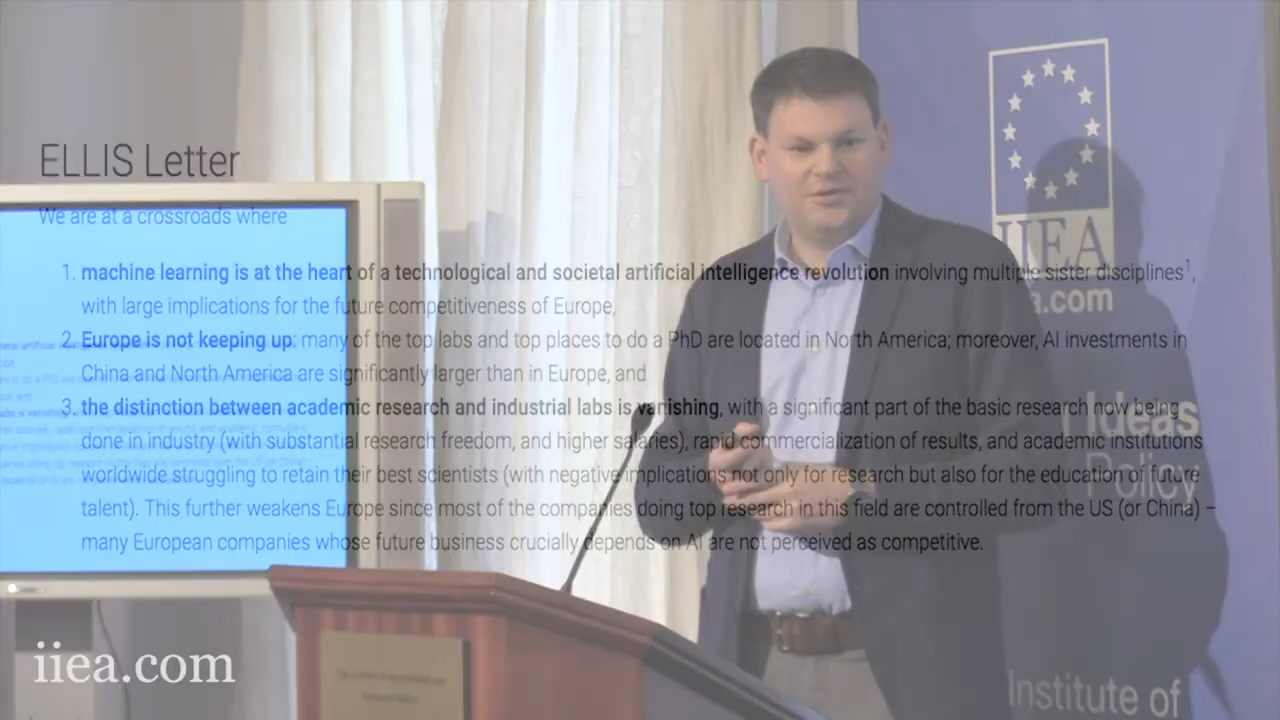 ELLIS Letter
We are at a crossroads where
1. machine learning is at the heart of a technological and societal artificial intelligence revolution involving multiple sister disciplines1,
with large implications for the future competitiveness of Europe,
2. Europe is not keeping up: many of the top labs and top places to do a PhD are located in North America; moreover, AI investments in
China and North America are significantly larger than in Europe, and
3. the distinction between academic research and industrial labs is vanishing, with a significant part of the basic research now being
done in industry (with substantial research freedom, and higher salaries), rapid commercialization of results, and academic institutions
worldwide struggling to retain their best scientists (with negative implications not only for research but also for the education of future
talent). This further weakens Europe since most of the companies doing top research in this field are controlled from the US (or China) –
many European companies whose future business crucially depends on AI are not perceived as competitive.
IIEA
.com
Ideas
Policy
Institute of
iiea.com